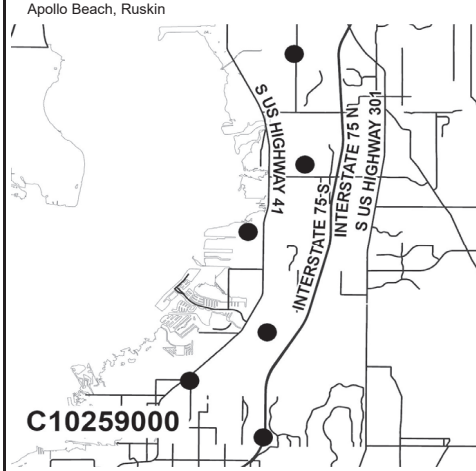 Apollo Beach, Ruskin
S US HIGHWAY 41
INTERSTATE 75 S
INTERSTATE 75 N
S US HIGHWAY 301
C10259000